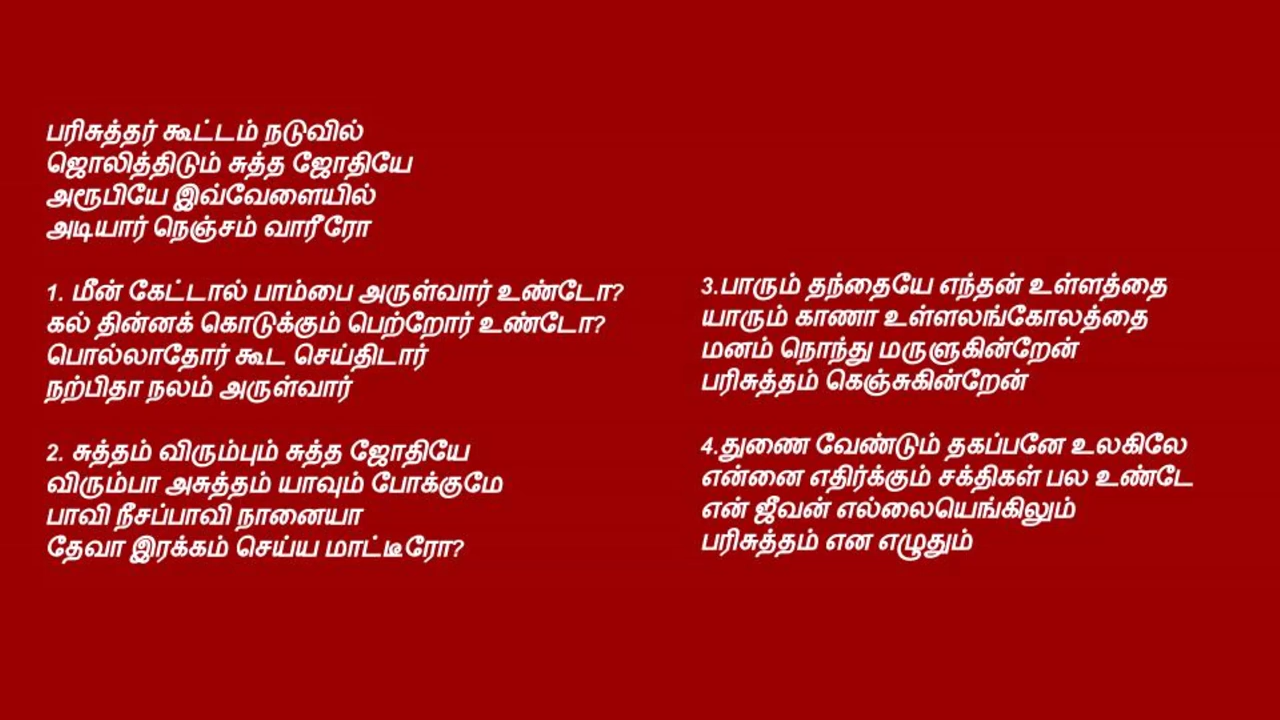 பரிசுத்தர் கூட்டம் நடுவில்
ஜொலித்திடும் சுத்த ஜோதியே
அரூபியே இவ்வேளையில்
அடியார் நெஞ்சம் வாரீரோ
1. மீன் கேட்டால் பாம்பை அருள்வார் உண்டோ?
கல் தின்னக் கொடுக்கும் பெற்றோர் உண்டோ?
பொல்லாதோர் கூட செய்திடார்
நற்பிதா நலம் அருள்வார்
2. சுத்தம் விரும்பும் சுத்த ஜோதியே
விரும்பா அசுத்தம் யாவும் போக்குமே
பாவி நீசப்பாவி நானையா
தேவா இரக்கம் செய்ய மாட்டீரோ?
3.பாரும் தந்தையே எந்தன் உள்ளத்தை
யாரும் காணா உள்ளலங்கோலத்தை
மனம் நொந்து மருளுகின்றேன்
பரிசுத்தம் கெஞ்சுகின்றேன்
4.துணை வேண்டும் தகப்பனே உலகிலே
என்னை எதிர்க்கும் சக்திகள் பல உண்டே
என் ஜீவன் எல்லையெங்கிலும்
பரிசுத்தம் என எழுதும்